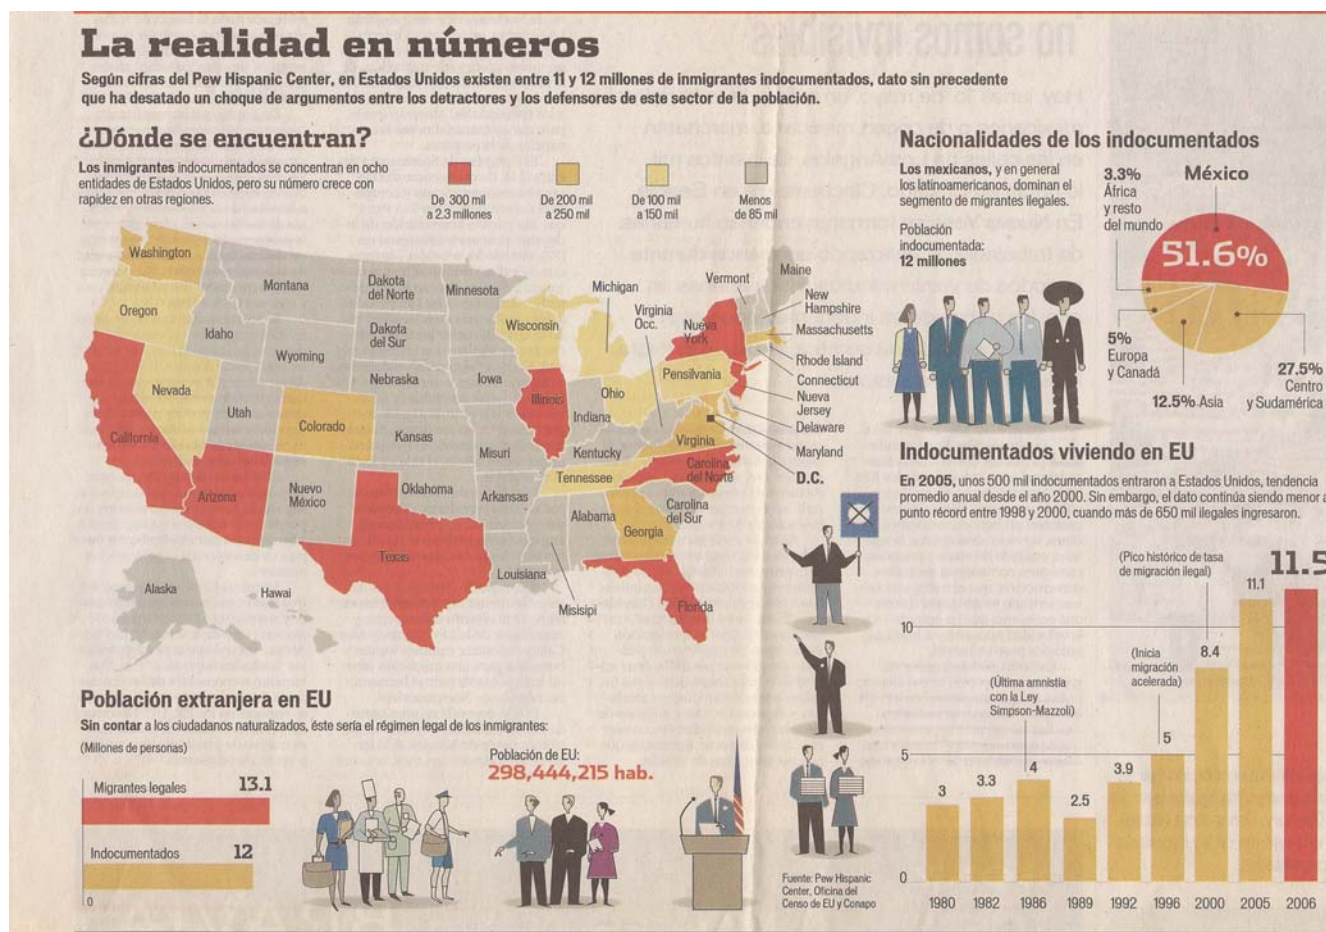 La realidad en números
Según cifras del Pew Hispanic Center, en Estados Unidos existen entre 11 y 12 millones de inmigrantes indocumentados, dato sin precedente
que ha desatado un choque de argumentos entre los detractores y los defensores de este sector de la población.
¿Dónde se encuentran?
Los inmigrantes indocumentados se concentran en ocho
entidades de Estados Unidos, pero su número crece con
rapidez en otras regiones.
De 300 mil
a 2.3 millones
De 200 mil
a 250 mil
De 100 mil
a 150 mil
Menos
de 85 mil
Washington
Oregon
California
Nevada
Idaho
Montana
Wyoming
Utah
Colorado
Arizona
Nuevo
México
Dakota
del Norte
Dakota
del Sur
Nebraska
Kansas
Oklahoma
Texas
Minnesota
Iowa
Misuri
Arkansas
Louisiana
Wisconsin
Illinois
Michigan
Indiana
Ohio
Kentucky
Tennessee
Misisipi
Alabama
Georgia
Florida
Carolina
del Sur
Carolina
del Norte
Virginia
Virginia
Occ.
Pensilvania
Nueva
York
Vermont
Maine
New
Hampshire
Massachusetts
Rhode Island
Connecticut
Nueva
Jersey
Delaware
Maryland
D.C.
Alaska
Hawai
Nacionalidades de los indocumentados
Los mexicanos, y en general
los latinoamericanos, dominan el
segmento de migrantes ilegales.
Población
indocumentada:
12 millones
3.3%
África
y resto
del mundo
México
51.6%
5%
Europa
y Canadá
12.5% Asia
27.5%
Centro
y Sudamérica
Indocumentados viviendo en EU
En 2005, unos 500 mil indocumentados entraron a Estados Unidos, tendencia
promedio anual desde el año 2000. Sin embargo, el dato continúa siendo menor a
punto récord entre 1998 y 2000, cuando más de 650 mil ilegales ingresaron.
(Pico histórico de tasa
de migración ilegal)
11.5
11.1
10
(Inicia
migración
acelerada)
8.4
(Última amnistía
con la Ley
Simpson-Mazzoli)
5
5
3
3.3
4
2.5
3.9
0
1980 1982 1986 1989 1992 1996 2000 2005 2006
Población extranjera en EU
Sin contar a los ciudadanos naturalizados, éste sería el régimen legal de los inmigrantes:
(Millones de personas)
Migrantes legales 13.1
Indocumentados 12
0
Población de EU:
298,444,215 hab.
Fuente: Pew Hispanic
Center, Oficina del
Censo de EU y Conapo